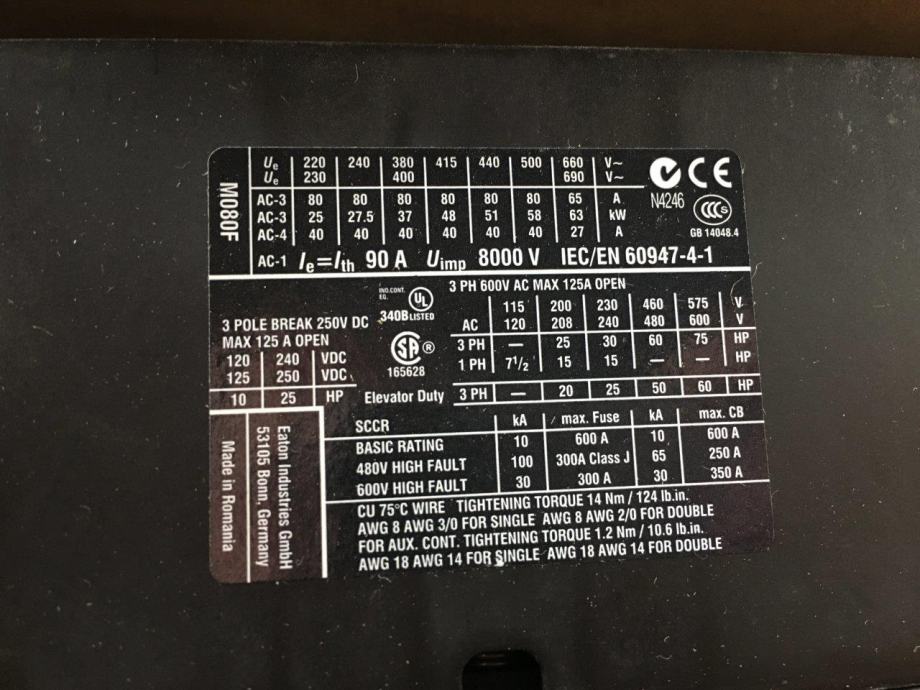 M080F
Ue 220 240 380 415 440 500 660 V~
Ue 230 400 690 V~
AC-3 80 80 80 80 80 80 65 A
AC-3 25 27.5 37 48 51 58 63 kW
AC-4 40 40 40 40 40 40 27 A
AC-1 Ie=Ith 90 A Uimp 8000 V IEC/EN 60947-4-1
CE
N4246
CCC S
GB 14048.4
3 POLE BREAK 250V DC
MAX 125 A OPEN
120 240 VDC
125 250 VDC
10 25 HP
IND.CONT.
EQ.
UL
340B LISTED
SA ®
165628
3 PH 600V AC MAX 125A OPEN
115 200 230 460 575 V
AC 120 208 240 480 600 V
3 PH — 25 30 60 75 HP
1 PH 7 1/2 15 15 — — HP
Elevator Duty 3 PH — 20 25 50 60 HP
SCCR kA max. Fuse kA max. CB
BASIC RATING 10 600 A 10 600 A
480V HIGH FAULT 100 300A Class J 65 250 A
600V HIGH FAULT 30 300 A 30 350 A
CU 75°C WIRE TIGHTENING TORQUE 14 Nm / 124 lb.in.
AWG 8 AWG 3/0 FOR SINGLE AWG 8 AWG 2/0 FOR DOUBLE
FOR AUX. CONT. TIGHTENING TORQUE 1.2 Nm / 10.6 lb.in.
AWG 18 AWG 14 FOR SINGLE AWG 18 AWG 14 FOR DOUBLE
Eaton Industries GmbH
53105 Bonn, Germany
Made in Romania